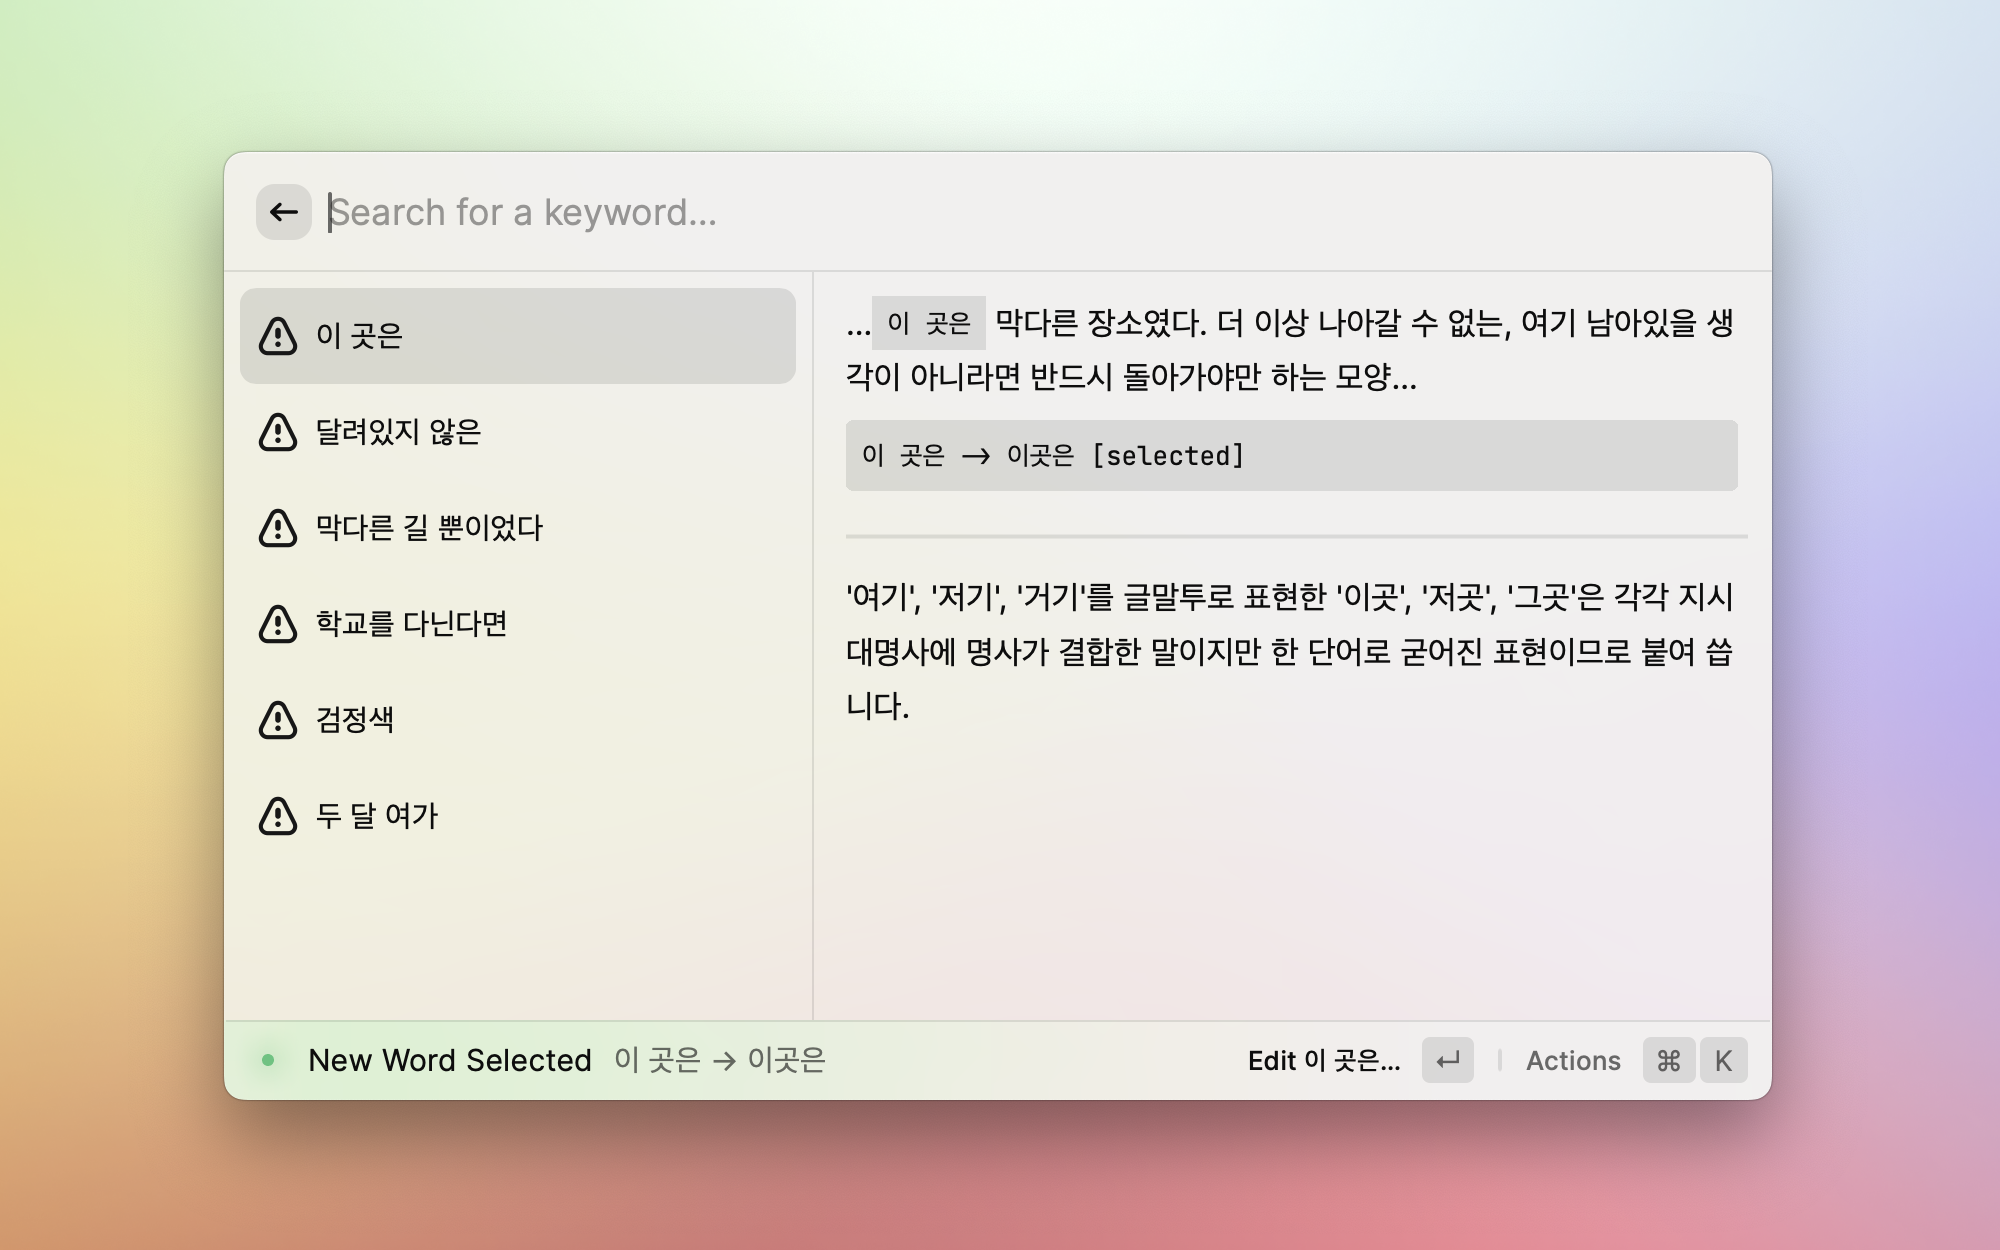 Search for a keyword...
이 곳은
달려있지 않은
막다른 길 뿐이었다
학교를 다닌다면
검정색
두 달 여가
... 이 곳은 막다른 장소였다. 더 이상 나아갈 수 없는, 여기 남아있을 생
각이 아니라면 반드시 돌아가야만 하는 모양...
이 곳은 → 이곳은 [selected]
'여기', '저기', '거기'를 글말투로 표현한 '이곳', '저곳', '그곳'은 각각 지시
대명사에 명사가 결합한 말이지만 한 단어로 굳어진 표현이므로 붙여 씁
니다.
New Word Selected 이 곳은 → 이곳은
Edit 이 곳은... ↵ Actions ⌘ K